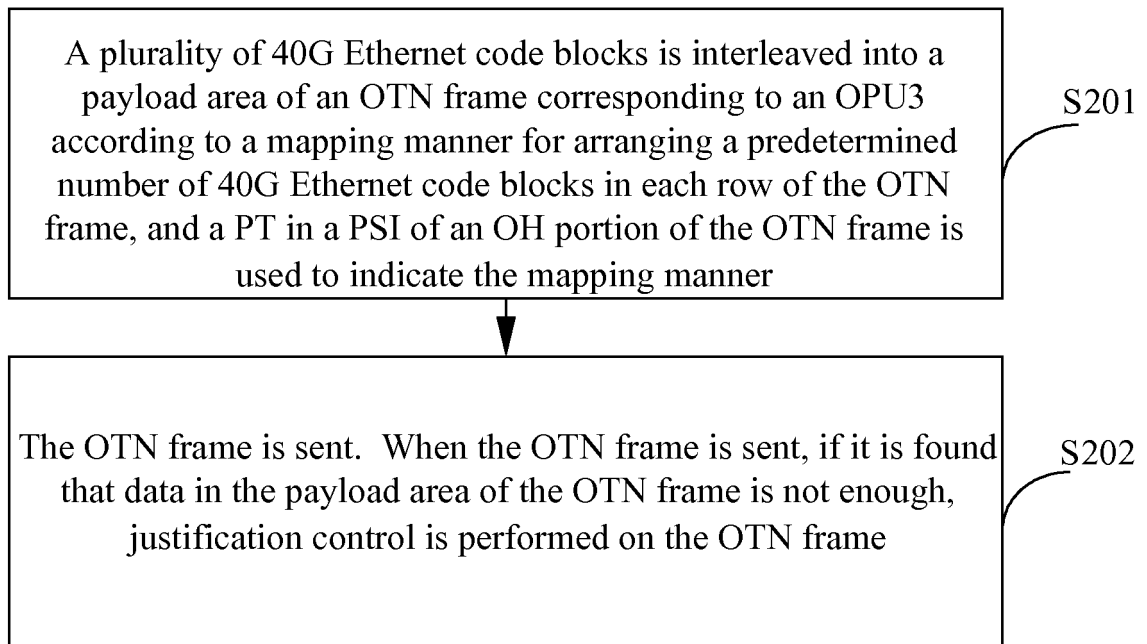 A plurality of 40G Ethernet code blocks is interleaved into a
payload area of an OTN frame corresponding to an OPU3
according to a mapping manner for arranging a predetermined
number of 40G Ethernet code blocks in each row of the OTN
frame, and a PT in a PSI of an OH portion of the OTN frame is
used to indicate the mapping manner
S201
The OTN frame is sent. When the OTN frame is sent, if it is found
that data in the payload area of the OTN frame is not enough,
justification control is performed on the OTN frame
S202